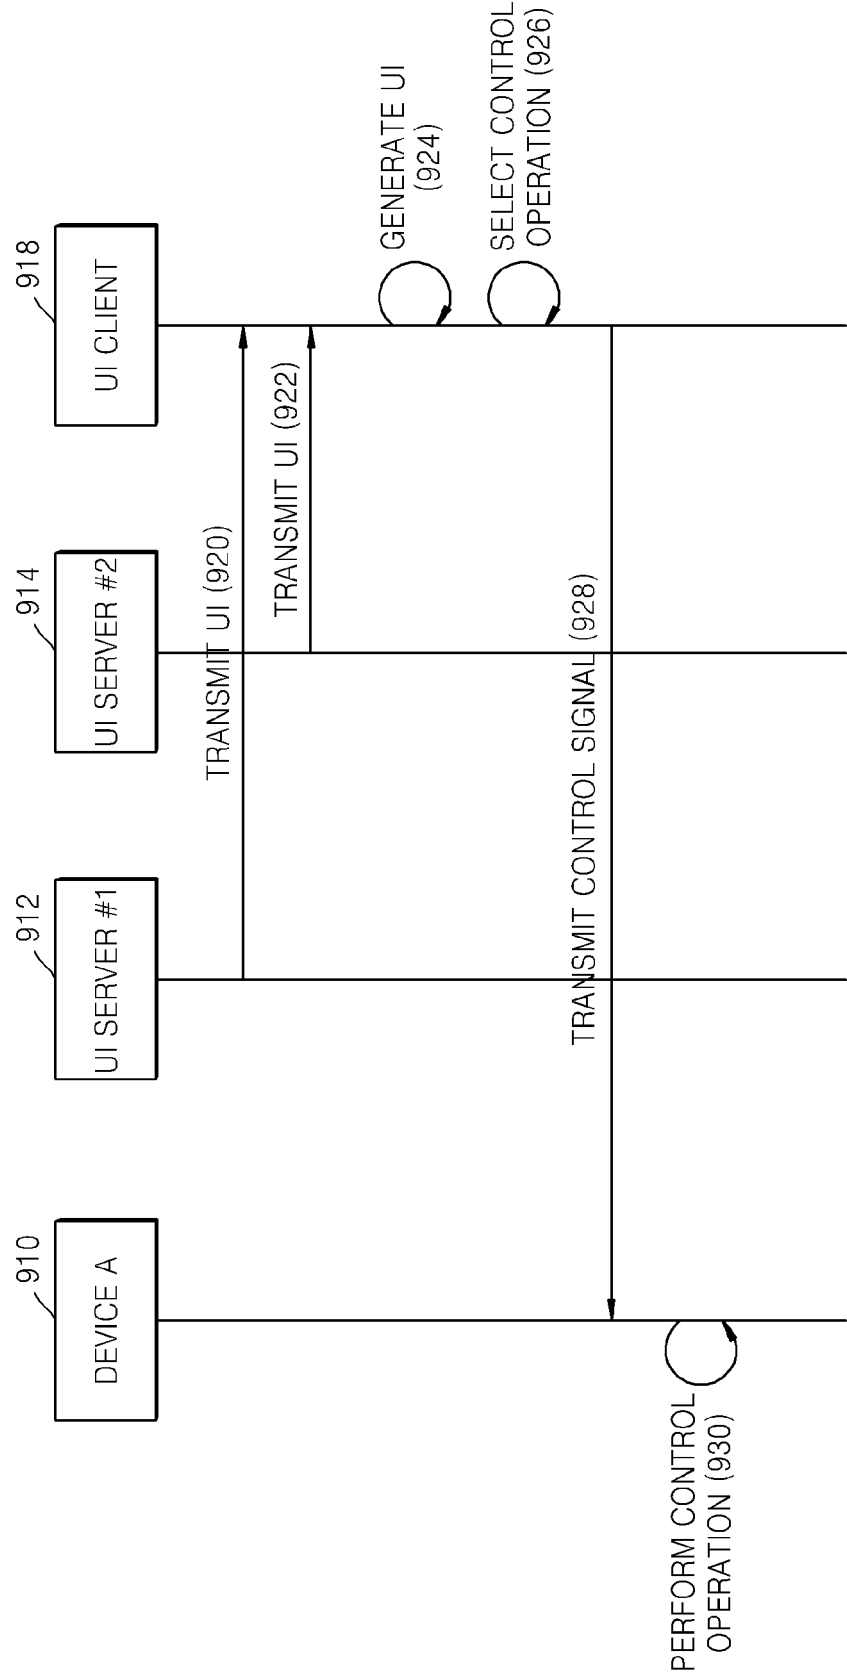 910
DEVICE A
912
UI SERVER #1
914
UI SERVER #2
918
UI CLIENT
TRANSMIT UI (920)
TRANSMIT UI (922)
GENERATE UI
(924)
SELECT CONTROL
OPERATION (926)
TRANSMIT CONTROL SIGNAL (928)
PERFORM CONTROL
OPERATION (930)